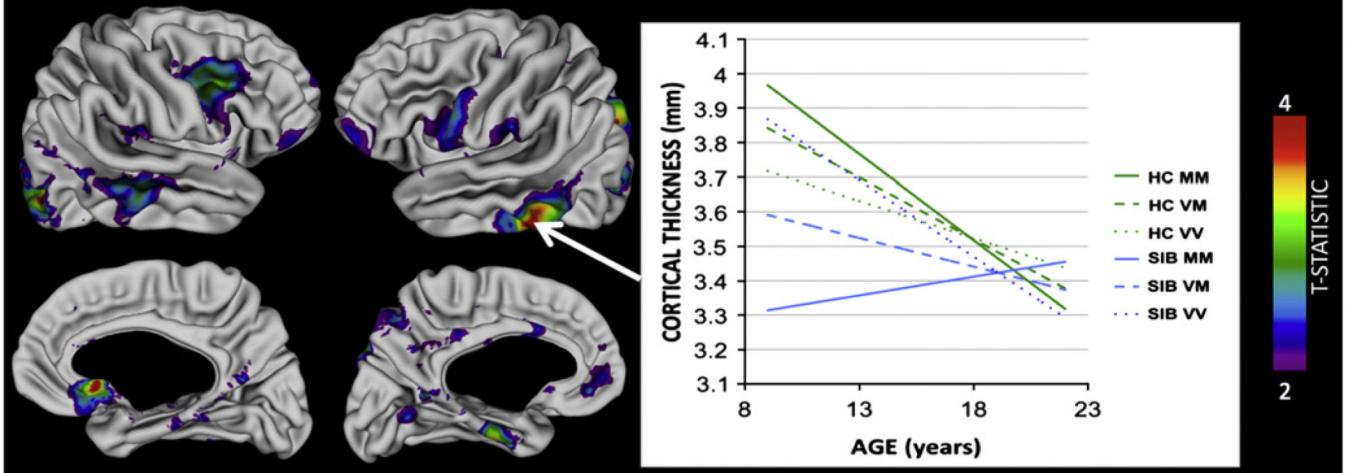 4.1
4
3.9
3.8
3.7
3.6
3.5
3.4
3.3
3.2
3.1
CORTICAL THICKNESS (mm)
8 13 18 23
AGE (years)
HC MM
HC VM
HC VV
SIB MM
SIB VM
SIB VV
4
T-STATISTIC
2